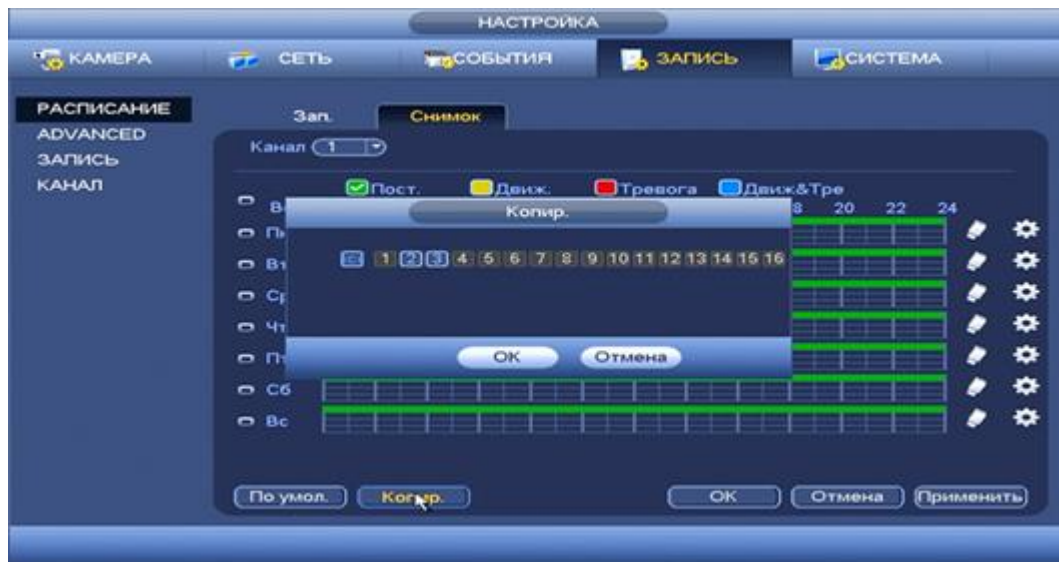 НАСТРОЙКА
КАМЕРА СЕТЬ СОБЫТИЯ ЗАПИСЬ СИСТЕМА
РАСПИСАНИЕ
ADVANCED
ЗАПИСЬ
КАНАЛ
Зап. Снимок
Канал 1
Пост. Движ. Тревога Движ&Тре
8 20 22 24
Копир.
1 2 3 4 5 6 7 8 9 10 11 12 13 14 15 16
OK Отмена
Сб
Вс
По умол. Копир. OK Отмена Применить